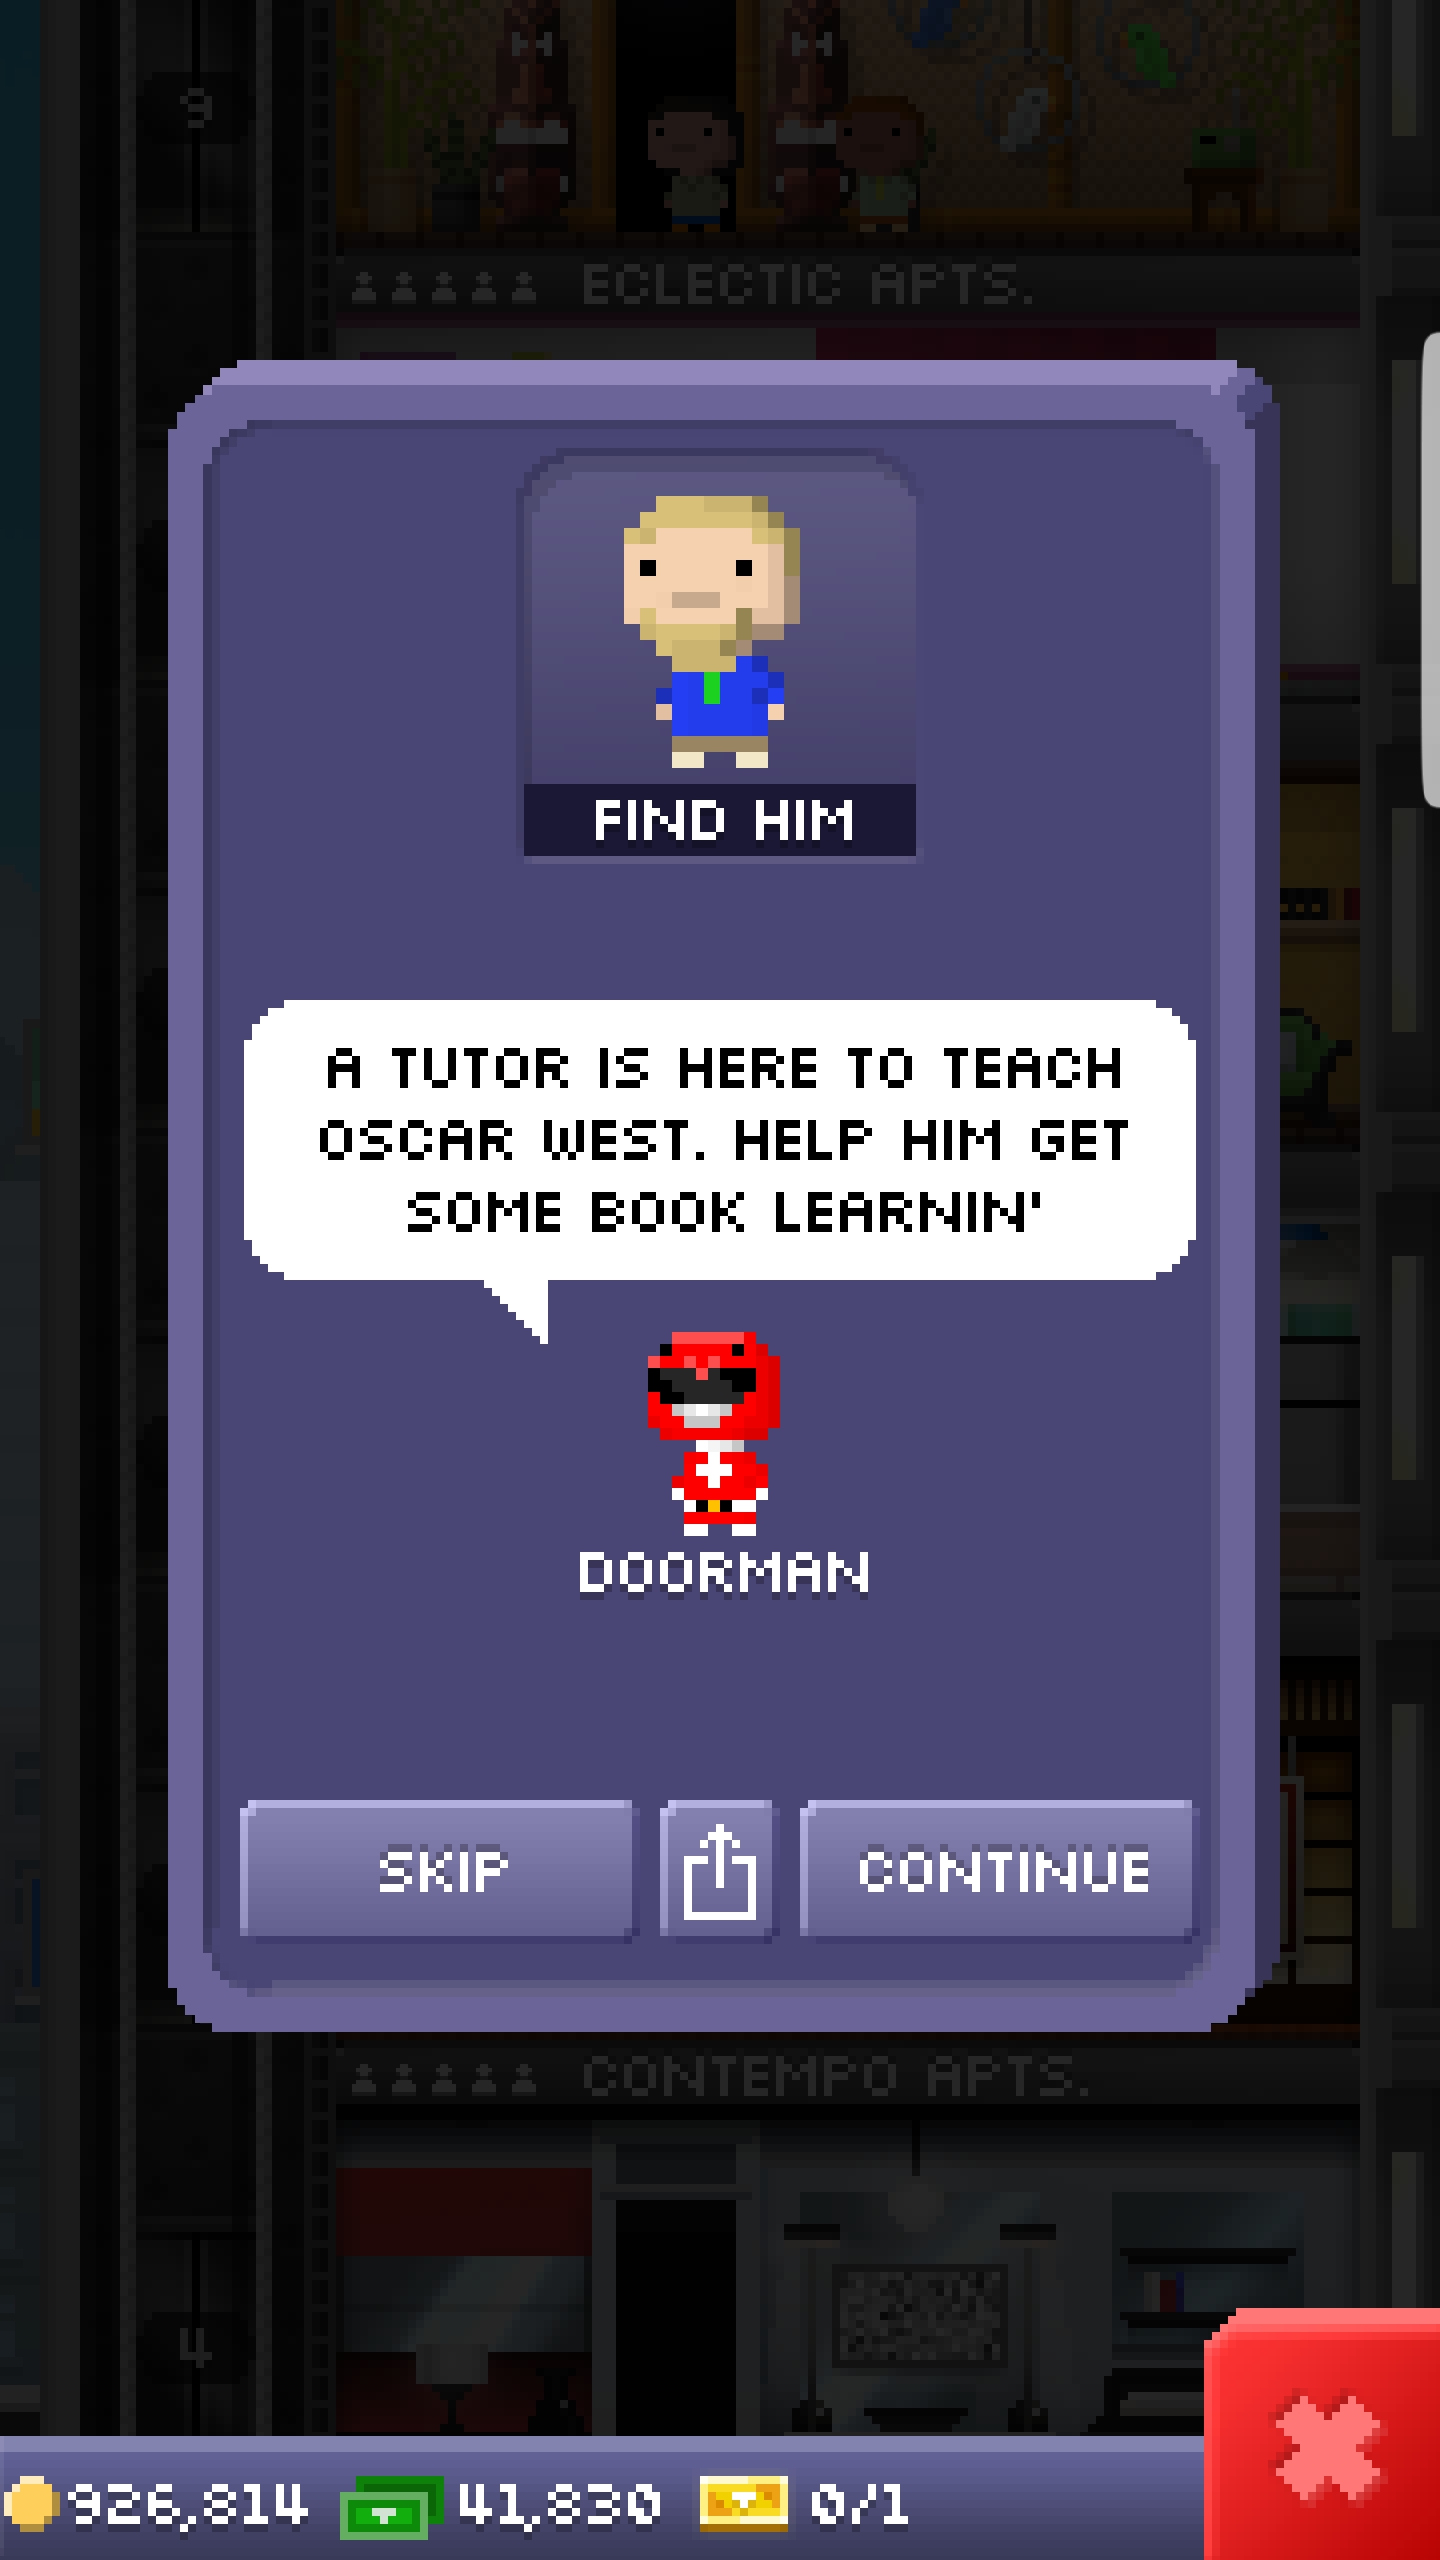 9
ECLECTIC APTS.
FIND HIM
A TUTOR IS HERE TO TEACH
OSCAR WEST. HELP HIM GET
SOME BOOK LEARNIN'
DOORMAN
SKIP
CONTINUE
CONTEMPO APTS.
4
926,814
41,830
0/1